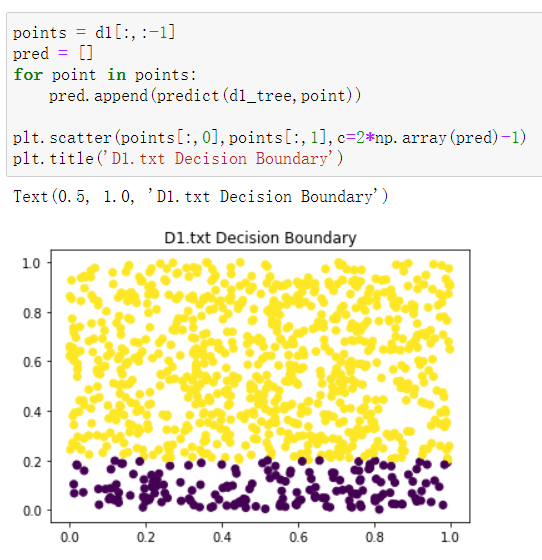 points = d1[:,:-1]
pred = []
for point in points:
    pred.append(predict(d1_tree,point))
plt.scatter(points[:,0],points[:,1],c=2*np.array(pred)-1)
plt.title('D1.txt Decision Boundary')
Text(0.5, 1.0, 'D1.txt Decision Boundary')
D1.txt Decision Boundary
1.0
0.8
0.6
0.4
0.2
0.0
0.0 0.2 0.4 0.6 0.8 1.0